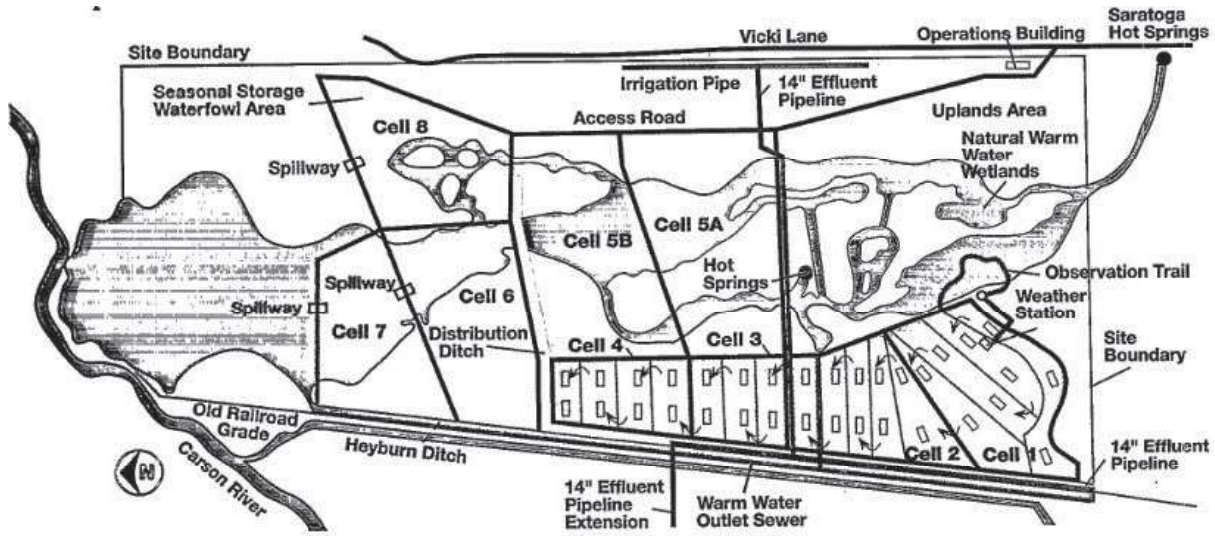 Saratoga
Hot Springs
Vicki Lane
Operations Building
Site Boundary
Irrigation Pipe
14" Effluent
Pipeline
Seasonal Storage
Waterfowl Area
Access Road
Uplands Area
Cell 8
Natural Warm
Water
Wetlands
Spillway
Cell 5B
Cell 5A
Hot
Springs
Observation Trail
Spillway
Cell 6
Weather
Station
Spillway
Cell 7
Distribution
Ditch
Cell 4
Cell 3
Site
Boundary
Old Railroad
Grade
Heyburn Ditch
Cell 2
Cell 1
14" Effluent
Pipeline
N
Carson River
14" Effluent
Pipeline
Extension
Warm Water
Outlet Sewer